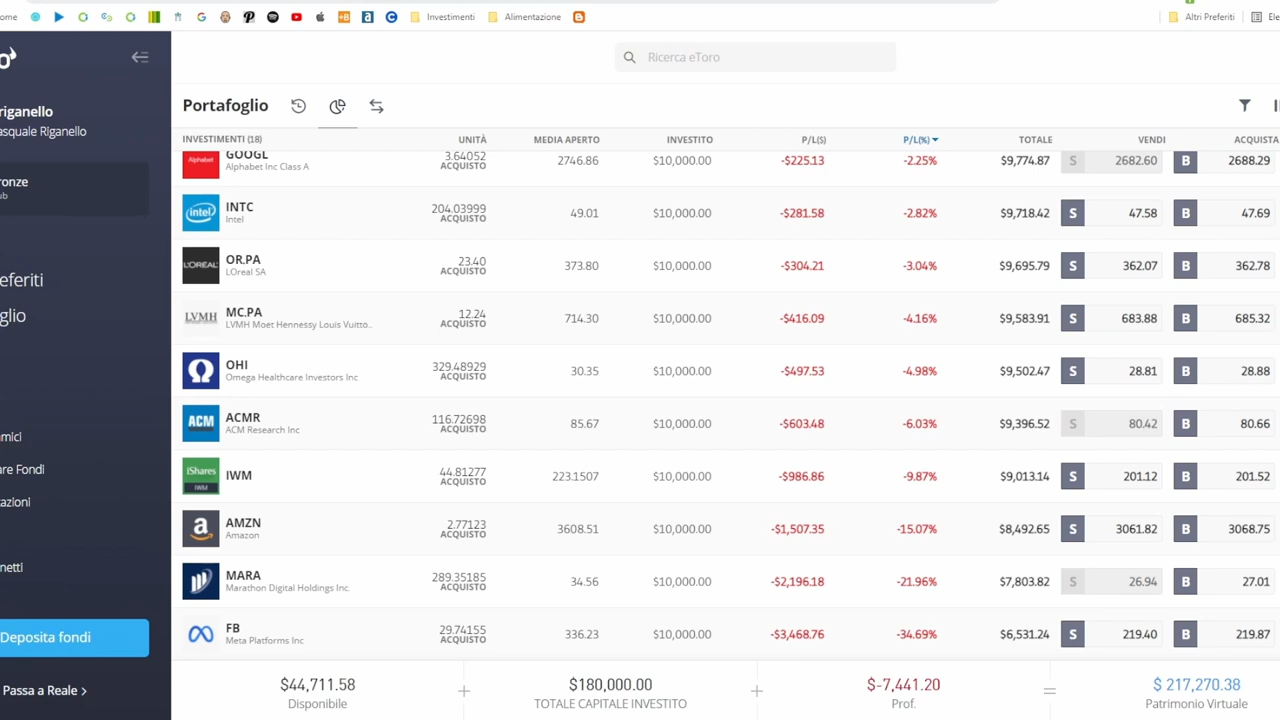 ome Investimenti Alimentazione Altri Preferiti Ele
Ricerca eToro
riganello
asquale Riganello
ronze
ub
eferiti
glio
mici
re Fondi
azioni
netti
Deposita fondi
Passa a Reale >
Portafoglio
INVESTIMENTI (18) UNITÀ MEDIA APERTO INVESTITO P/L($) P/L(%) TOTALE VENDI ACQUISTA
Alphabet GOOGL 3.64052 2746.86 $10,000.00 -$225.13 -2.25% $9,774.87 S 2682.60 B 2688.29
Alphabet Inc Class A ACQUISTO
intel INTC 204.03999 49.01 $10,000.00 -$281.58 -2.82% $9,718.42 S 47.58 B 47.69
Intel ACQUISTO
L'OREAL OR.PA 23.40 373.80 $10,000.00 -$304.21 -3.04% $9,695.79 S 362.07 B 362.78
LOreal SA ACQUISTO
LVMH MC.PA 12.24 714.30 $10,000.00 -$416.09 -4.16% $9,583.91 S 683.88 B 685.32
LVMH Moet Hennessy Louis Vuitto.. ACQUISTO
OHI 329.48929 30.35 $10,000.00 -$497.53 -4.98% $9,502.47 S 28.81 B 28.88
Omega Healthcare Investors Inc ACQUISTO
ACM ACMR 116.72698 85.67 $10,000.00 -$603.48 -6.03% $9,396.52 S 80.42 B 80.66
ACM Research Inc ACQUISTO
iShares IWM IWM 44.81277 223.1507 $10,000.00 -$986.86 -9.87% $9,013.14 S 201.12 B 201.52
ACQUISTO
a AMZN 2.77123 3608.51 $10,000.00 -$1,507.35 -15.07% $8,492.65 S 3061.82 B 3068.75
Amazon ACQUISTO
MARA 289.35185 34.56 $10,000.00 -$2,196.18 -21.96% $7,803.82 S 26.94 B 27.01
Marathon Digital Holdings Inc. ACQUISTO
FB 29.74155 336.23 $10,000.00 -$3,468.76 -34.69% $6,531.24 S 219.40 B 219.87
Meta Platforms Inc ACQUISTO
$44,711.58 + $180,000.00 + $-7,441.20 = $ 217,270.38
Disponibile TOTALE CAPITALE INVESTITO Prof. Patrimonio Virtuale